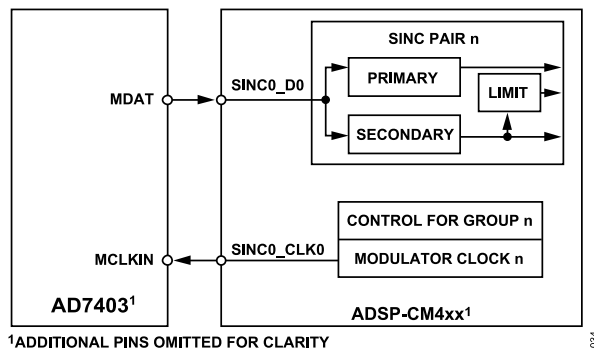 SINC PAIR n
PRIMARY
LIMIT
SECONDARY
MDAT
SINC0_D0
CONTROL FOR GROUP n
MODULATOR CLOCK n
MCLKIN
SINC0_CLK0
AD7403¹
ADSP-CM4xx¹
¹ADDITIONAL PINS OMITTED FOR CLARITY